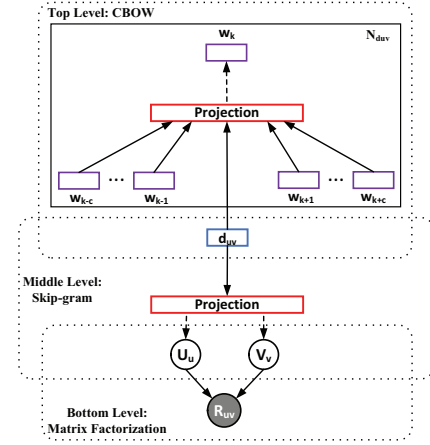 Top Level: CBOW
N_duv
w_k
Projection
... ...
w_k-c w_k-1 w_k+1 w_k+c
d_uv
Middle Level:
Skip-gram
Projection
U_u V_v
R_uv
Bottom Level:
Matrix Factorization